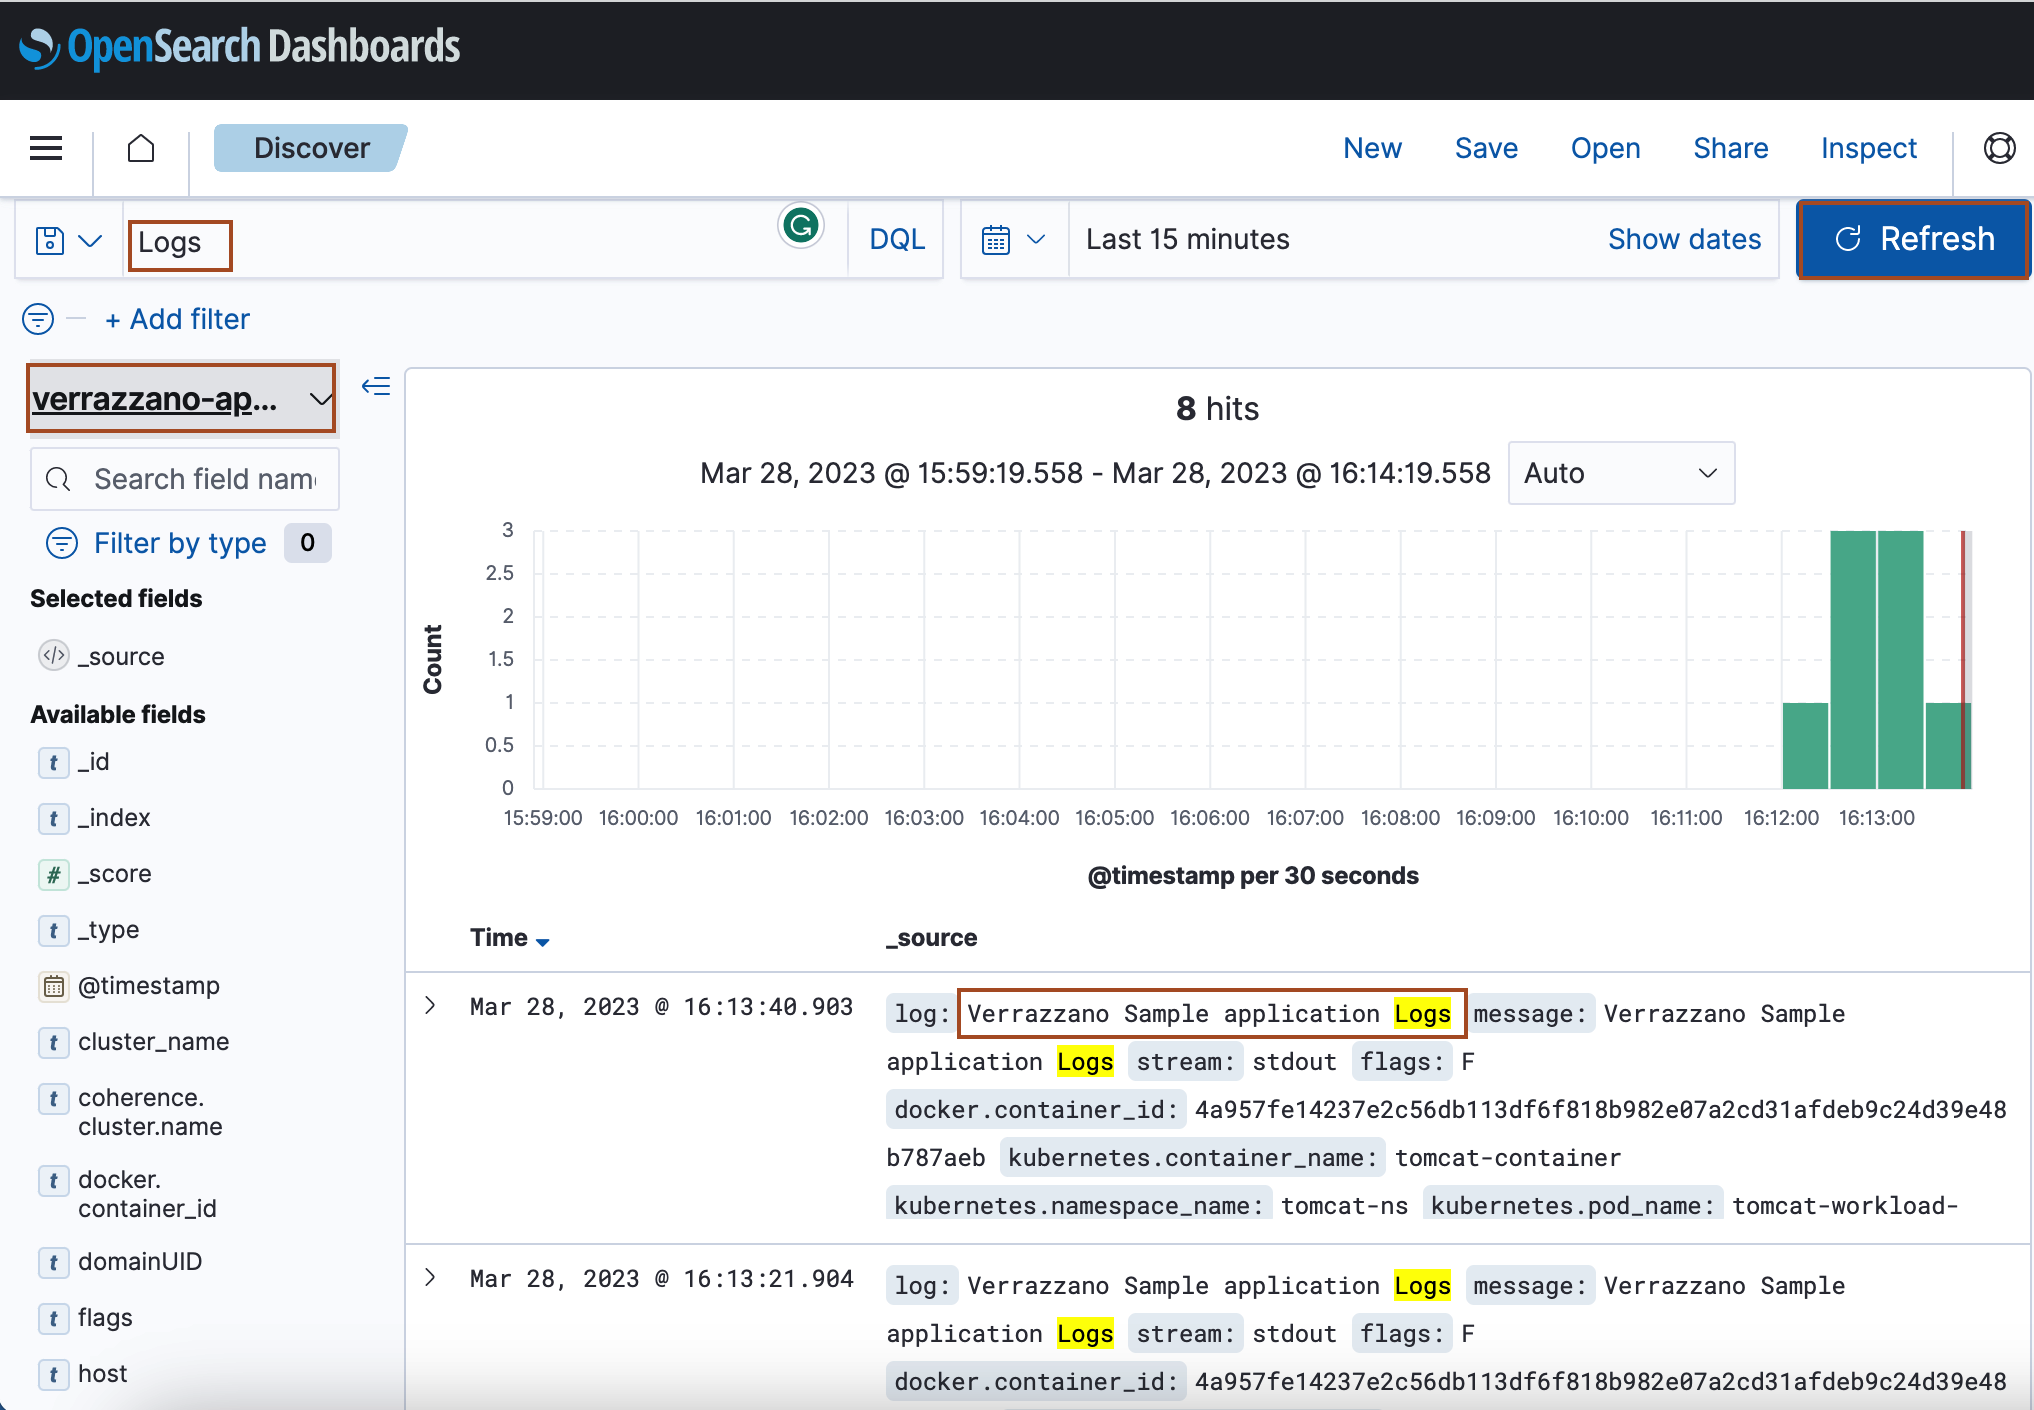 OpenSearch Dashboards
Discover
New Save Open Share Inspect
Logs
DQL
Last 15 minutes
Show dates
Refresh
+ Add filter
verrazzano-ap...
Search field nam
Filter by type 0
Selected fields
</> _source
Available fields
t _id
t _index
# _score
t _type
@timestamp
t cluster_name
t coherence.
cluster.name
t docker.
container_id
t domainUID
t flags
t host
8 hits
Mar 28, 2023 @ 15:59:19.558 - Mar 28, 2023 @ 16:14:19.558
Auto
Count
3
2.5
2
1.5
1
0.5
0
15:59:00 16:00:00 16:01:00 16:02:00 16:03:00 16:04:00 16:05:00 16:06:00 16:07:00 16:08:00 16:09:00 16:10:00 16:11:00 16:12:00 16:13:00
@timestamp per 30 seconds
Time _source
Mar 28, 2023 @ 16:13:40.903 log: Verrazzano Sample application Logs message: Verrazzano Sample
application Logs stream: stdout flags: F
docker.container_id: 4a957fe14237e2c56db113df6f818b982e07a2cd31afdeb9c24d39e48
b787aeb kubernetes.container_name: tomcat-container
kubernetes.namespace_name: tomcat-ns kubernetes.pod_name: tomcat-workload-
Mar 28, 2023 @ 16:13:21.904 log: Verrazzano Sample application Logs message: Verrazzano Sample
application Logs stream: stdout flags: F
docker.container_id: 4a957fe14237e2c56db113df6f818b982e07a2cd31afdeb9c24d39e48